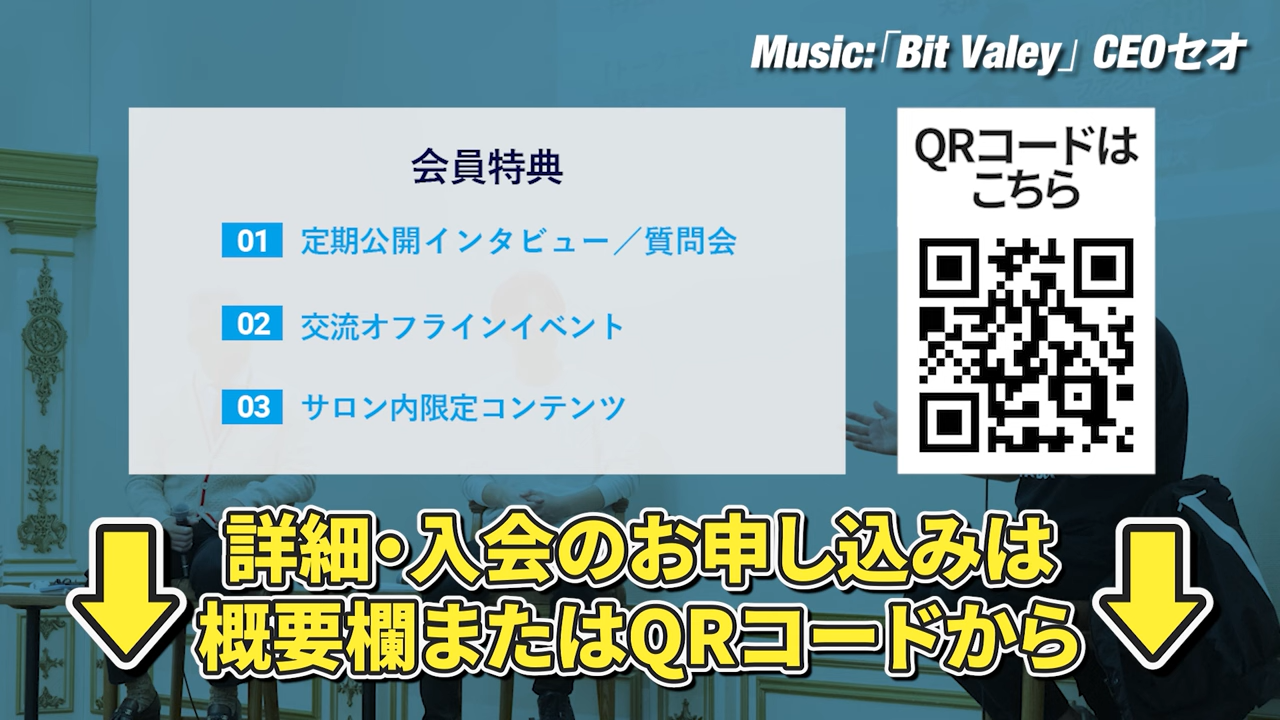 Music:「Bit Valey」 CEOセオ
会員特典
01 定期公開インタビュー／質問会
02 交流オフラインイベント
03 サロン内限定コンテンツ
QRコードは
こちら
詳細・入会のお申し込みは
概要欄またはQRコードから